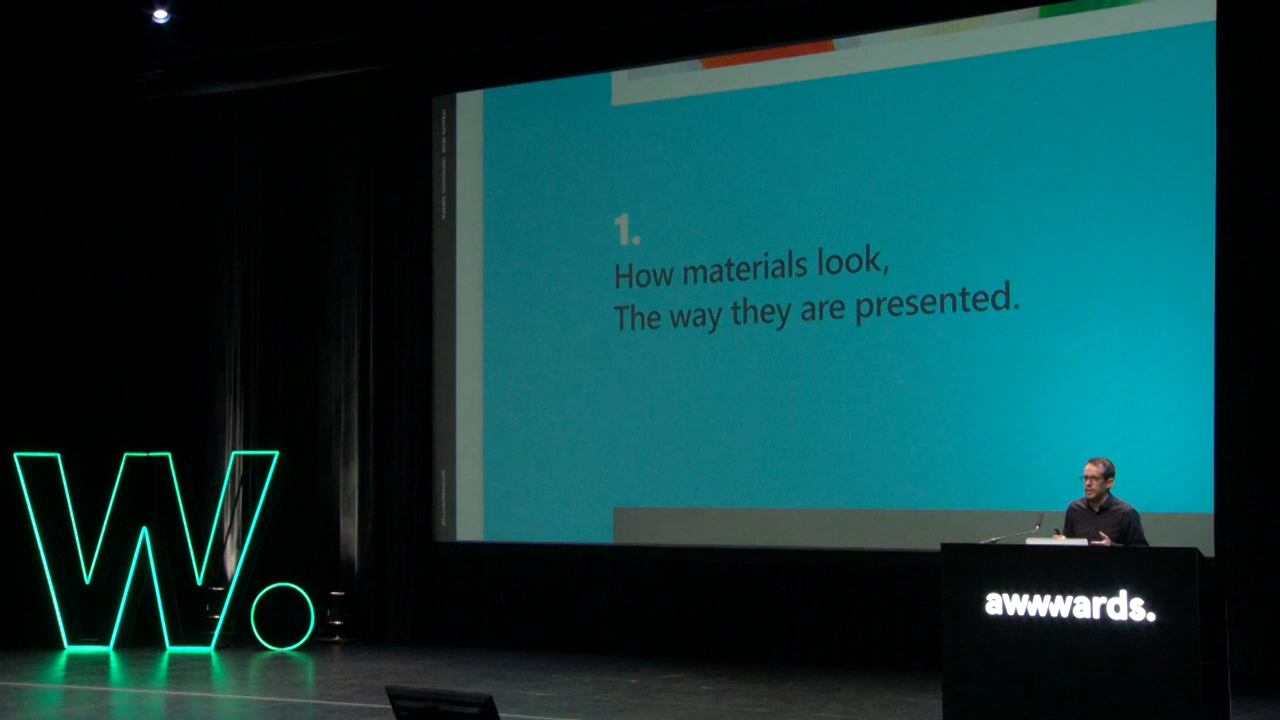 1.
How materials look,
The way they are presented.
W.
awwwards.